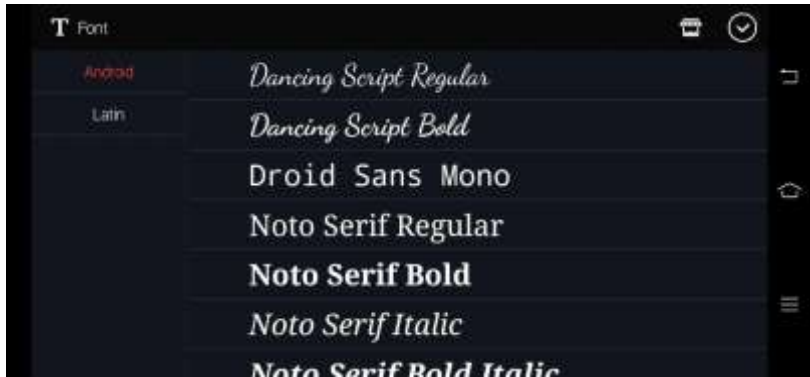 T Font
Android
Latin
Dancing Script Regular
Dancing Script Bold
Droid Sans Mono
Noto Serif Regular
Noto Serif Bold
Noto Serif Italic
Noto Serif Bold Italic